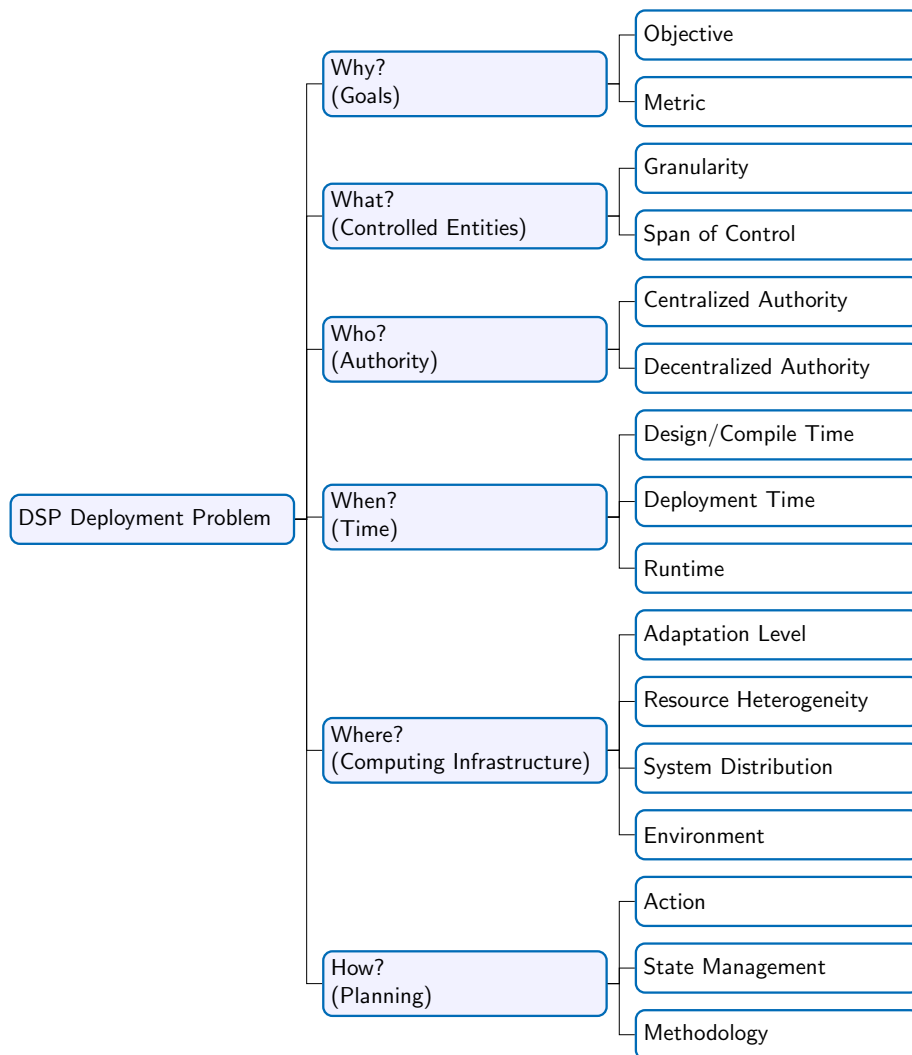 DSP Deployment Problem
Why?
(Goals)
Objective
Metric
What?
(Controlled Entities)
Granularity
Span of Control
Who?
(Authority)
Centralized Authority
Decentralized Authority
When?
(Time)
Design/Compile Time
Deployment Time
Runtime
Where?
(Computing Infrastructure)
Adaptation Level
Resource Heterogeneity
System Distribution
Environment
How?
(Planning)
Action
State Management
Methodology